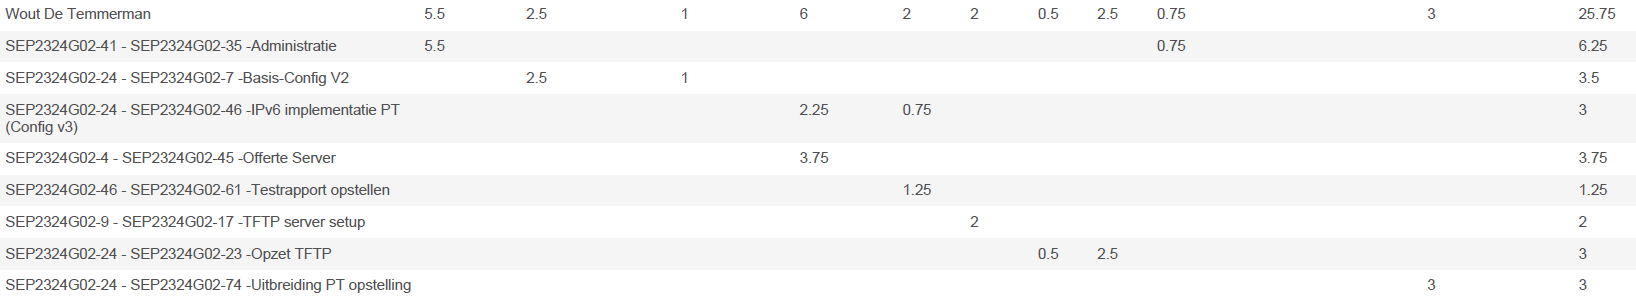 Wout De Temmerman 5.5 2.5 1 6 2 2 0.5 2.5 0.75 3 25.75
SEP2324G02-41 - SEP2324G02-35 -Administratie 5.5 0.75 6.25
SEP2324G02-24 - SEP2324G02-7 -Basis-Config V2 2.5 1 3.5
SEP2324G02-24 - SEP2324G02-46 -IPv6 implementatie PT 2.25 0.75 3
(Config v3)
SEP2324G02-4 - SEP2324G02-45 -Offerte Server 3.75 3.75
SEP2324G02-46 - SEP2324G02-61 -Testrapport opstellen 1.25 1.25
SEP2324G02-9 - SEP2324G02-17 -TFTP server setup 2 2
SEP2324G02-24 - SEP2324G02-23 -Opzet TFTP 0.5 2.5 3
SEP2324G02-24 - SEP2324G02-74 -Uitbreiding PT opstelling 3 3